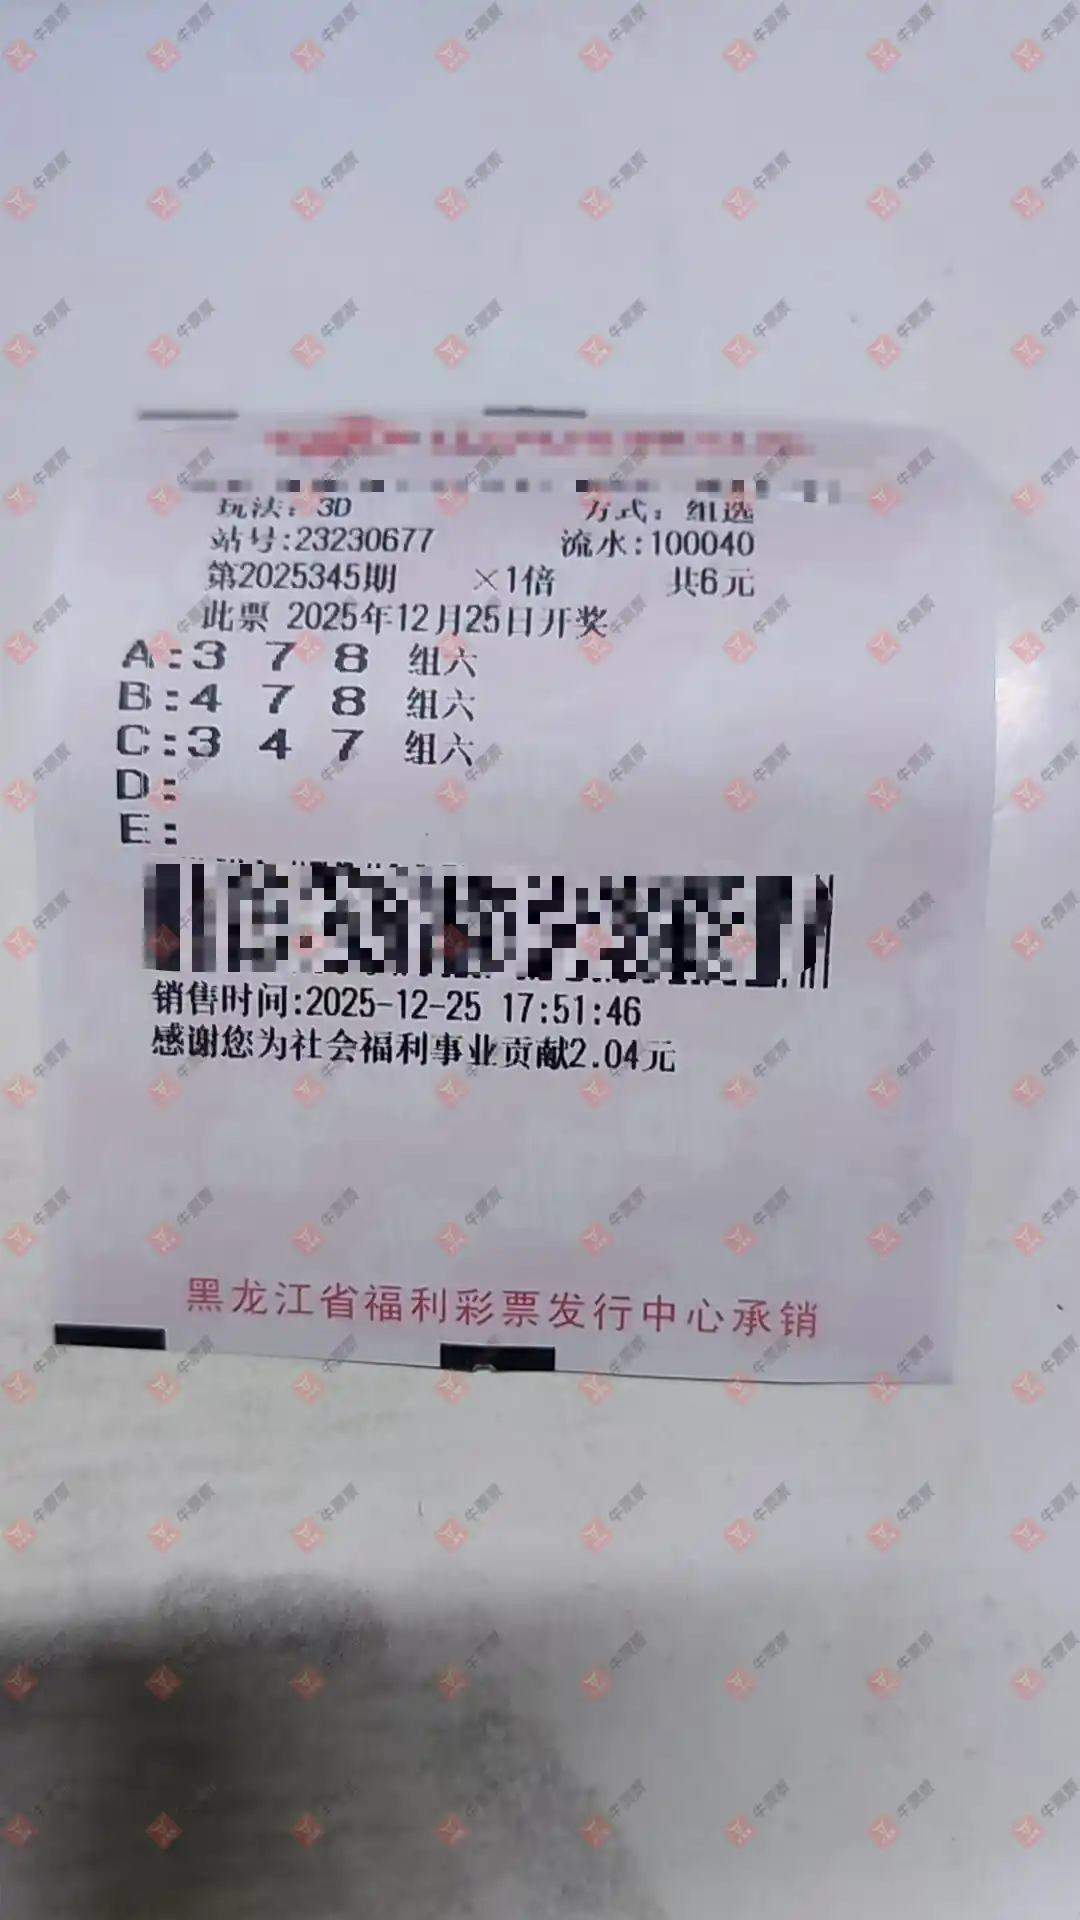 玩法：3D 方式：组选
站号:23230677 流水:100040
第2025345期 ×1倍 共6元
此票 2025年12月25日开奖
A:3 7 8 组六
B:4 7 8 组六
C:3 4 7 组六
D:
E:
销售时间:2025-12-25 17:51:46
感谢您为社会福利事业贡献2.04元
黑龙江省福利彩票发行中心承销